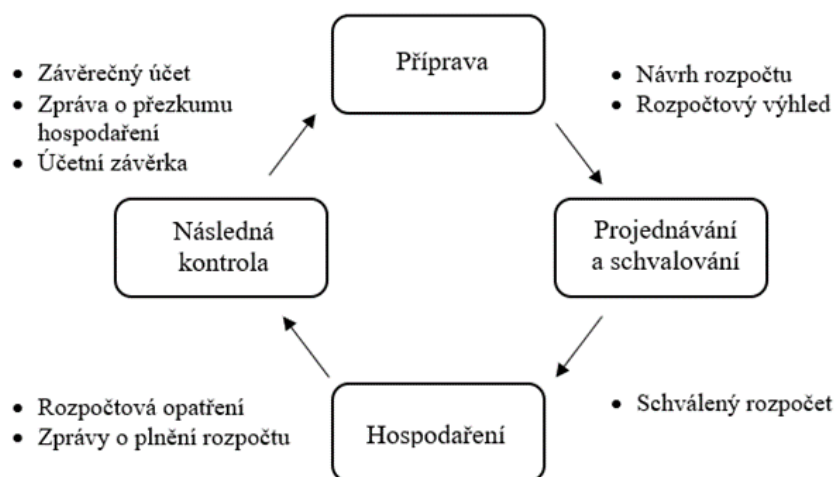 Příprava
• Závěrečný účet
• Zpráva o přezkumu
hospodaření
• Účetní závěrka
• Návrh rozpočtu
• Rozpočtový výhled
Následná
kontrola
Projednávání
a schvalování
• Rozpočtová opatření
• Zprávy o plnění rozpočtu
Hospodaření
• Schválený rozpočet